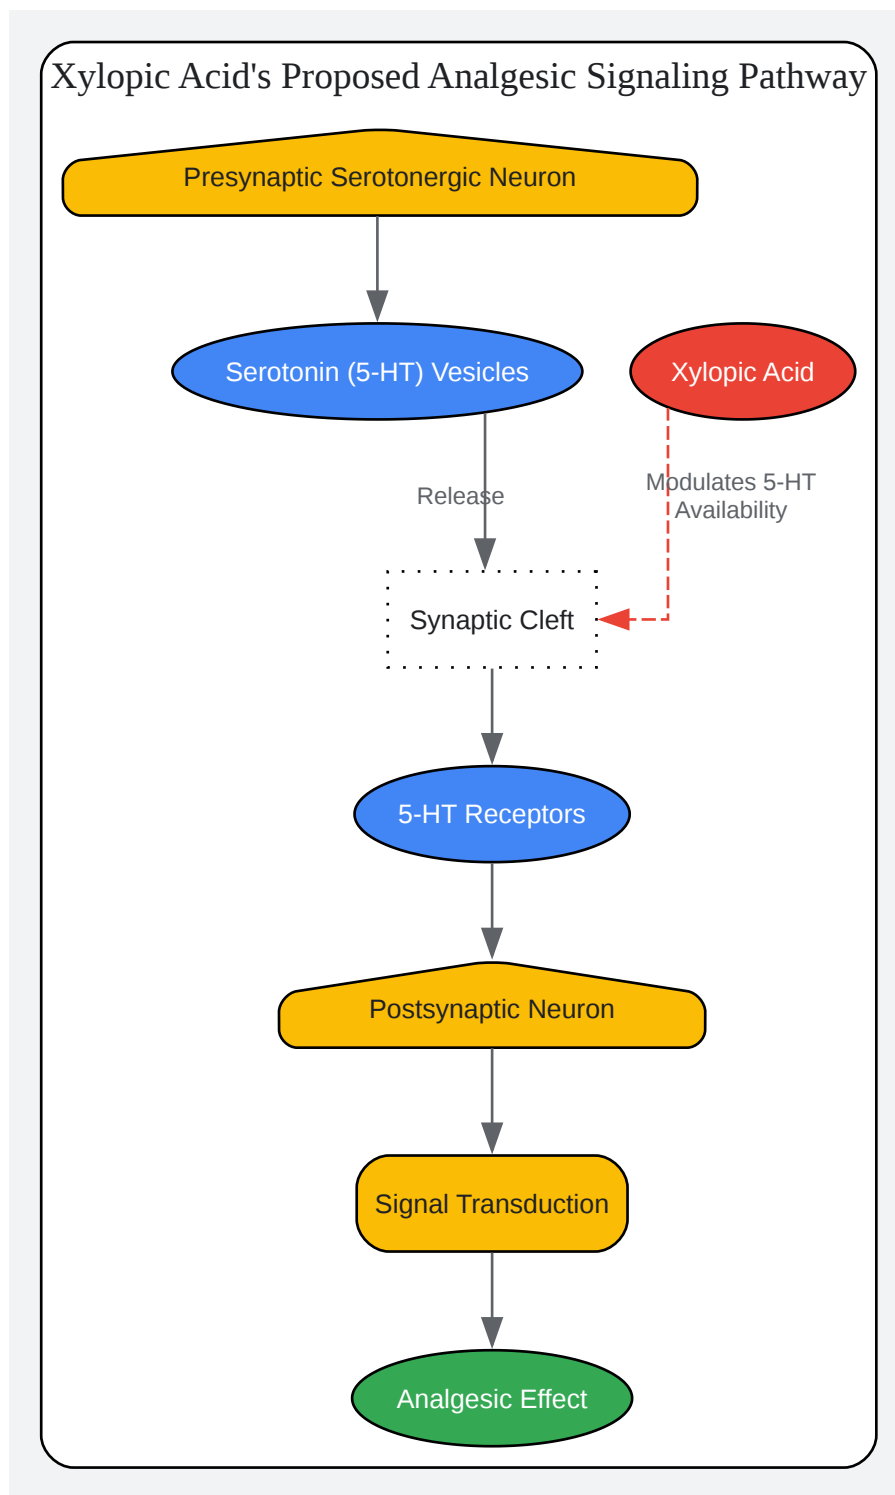 Xylopic Acid's Proposed Analgesic Signaling Pathway
Presynaptic Serotonergic Neuron
Serotonin (5-HT) Vesicles
Xylopic Acid
Release
Modulates 5-HT
Availability
Synaptic Cleft
5-HT Receptors
Postsynaptic Neuron
Signal Transduction
Analgesic Effect